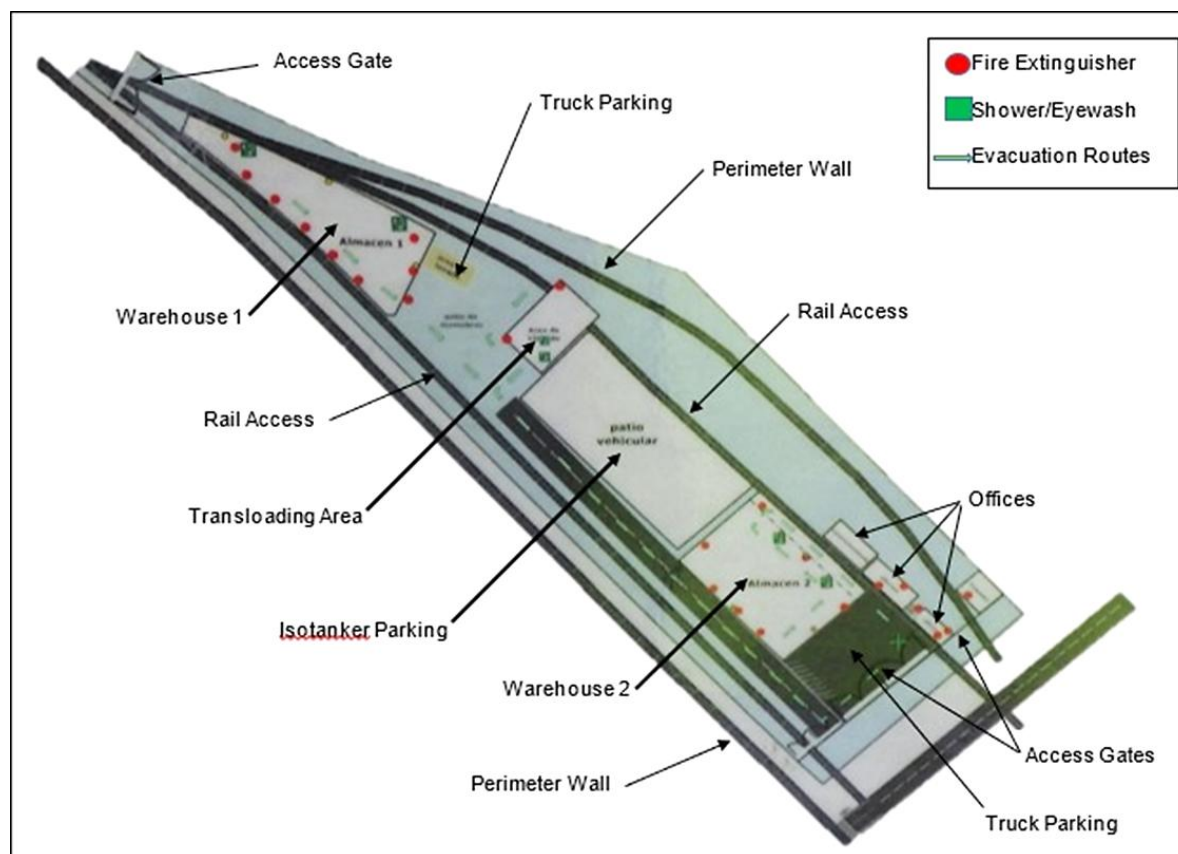 Access Gate
Fire Extinguisher
Shower/Eyewash
Evacuation Routes
Truck Parking
Perimeter Wall
Almacen 1
Warehouse 1
Rail Access
Rail Access
patio
vehicular
Transloading Area
Offices
Almacen 2
Isotanker Parking
Warehouse 2
Access Gates
Perimeter Wall
Truck Parking